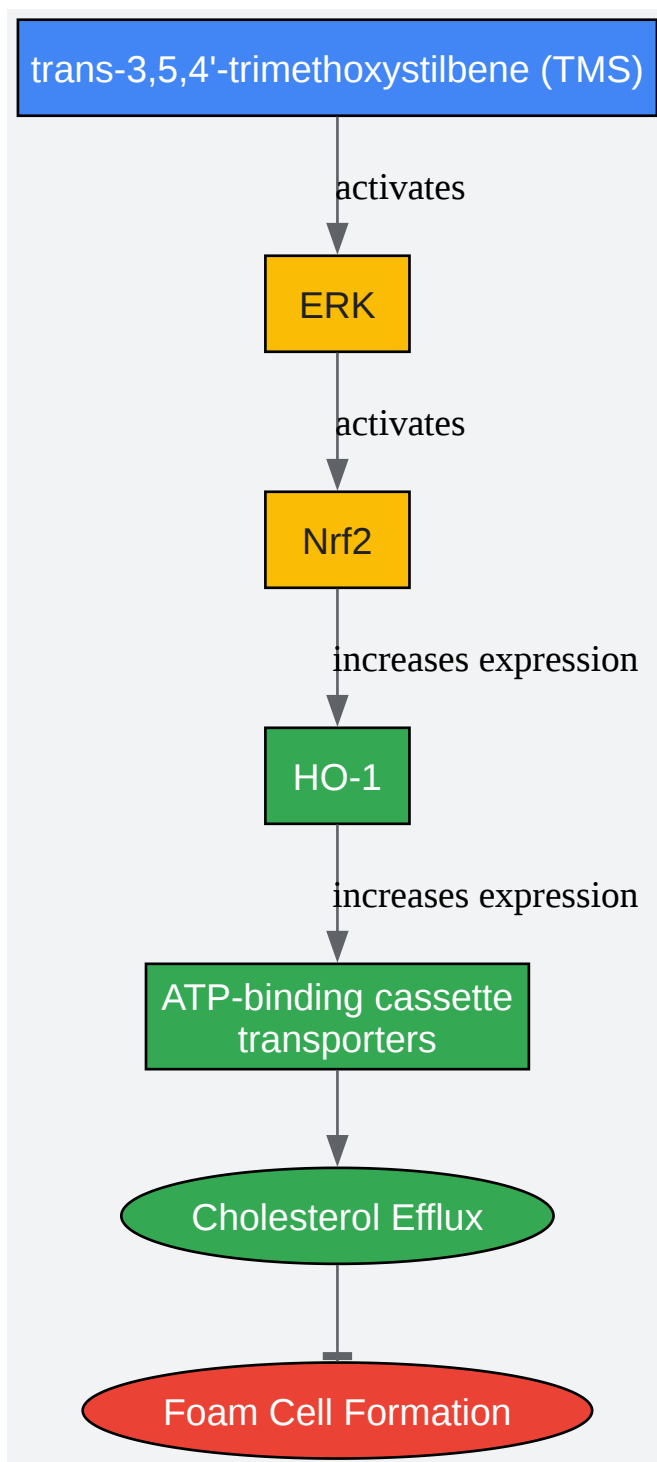 trans-3,5,4'-trimethoxystilbene (TMS)
activates
ERK
activates
Nrf2
increases expression
HO-1
increases expression
ATP-binding cassette
transporters
Cholesterol Efflux
Foam Cell Formation